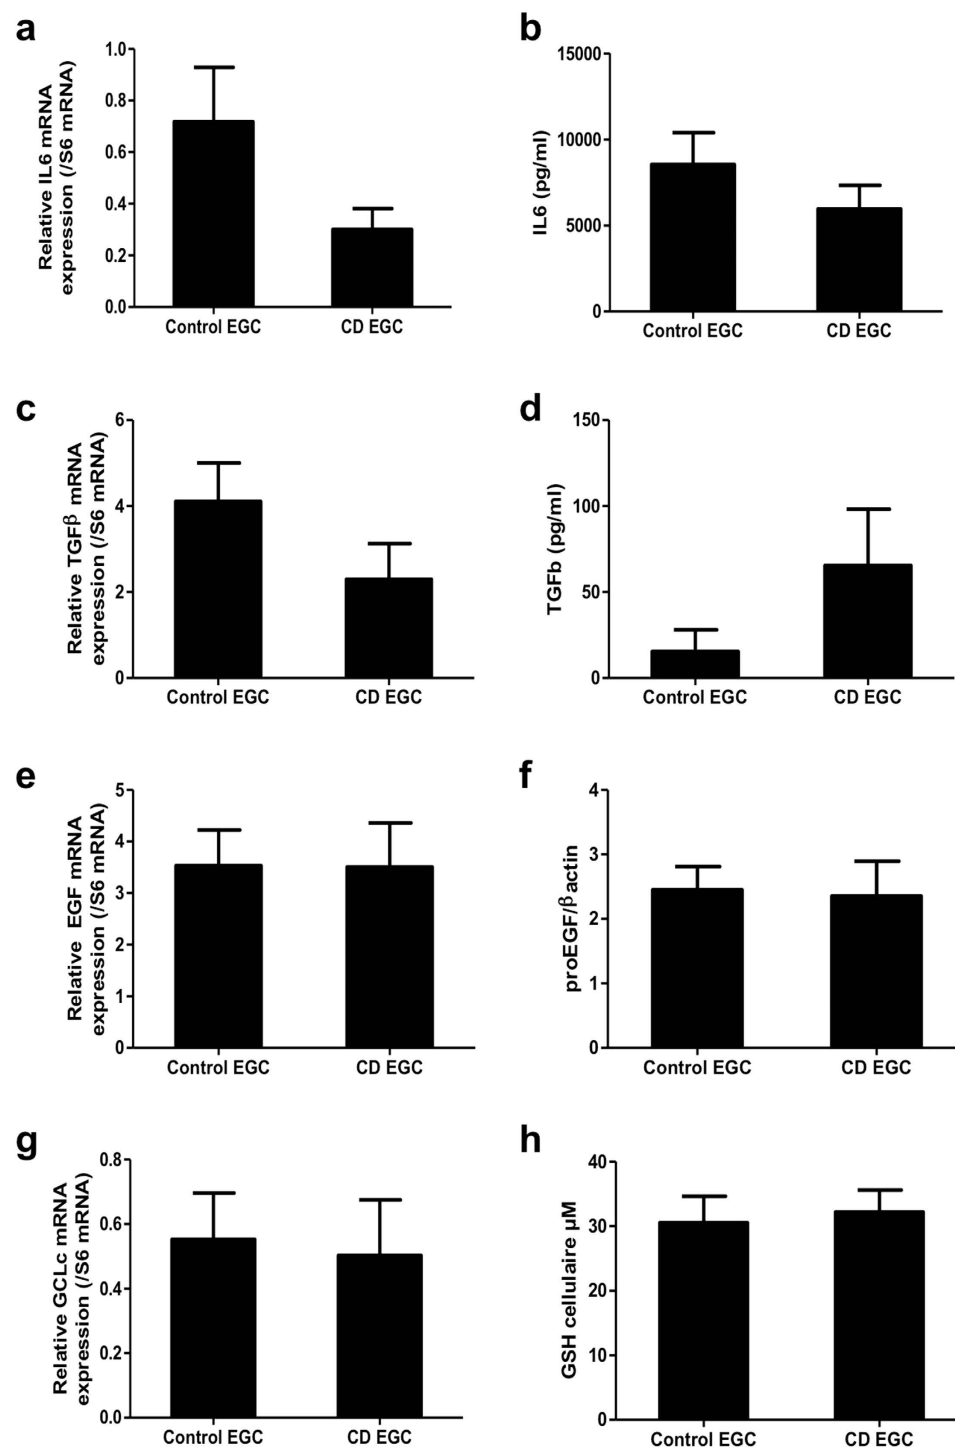 a
Relative IL6 mRNA
expression (/S6 mRNA)
1.0
0.8
0.6
0.4
0.2
0.0
Control EGC
CD EGC
b
IL6 (pg/ml)
15000
10000
5000
0
Control EGC
CD EGC
c
Relative TGFβ mRNA
expression (/S6 mRNA)
6
4
2
0
Control EGC
CD EGC
d
TGFb (pg/ml)
150
100
50
0
Control EGC
CD EGC
e
Relative EGF mRNA
expression (/S6 mRNA)
5
4
3
2
1
0
Control EGC
CD EGC
f
proEGF/βactin
4
3
2
1
0
Control EGC
CD EGC
g
Relative GCLc mRNA
expression (/S6 mRNA)
0.8
0.6
0.4
0.2
0.0
Control EGC
CD EGC
h
GSH cellulaire µM
40
30
20
10
0
Control EGC
CD EGC